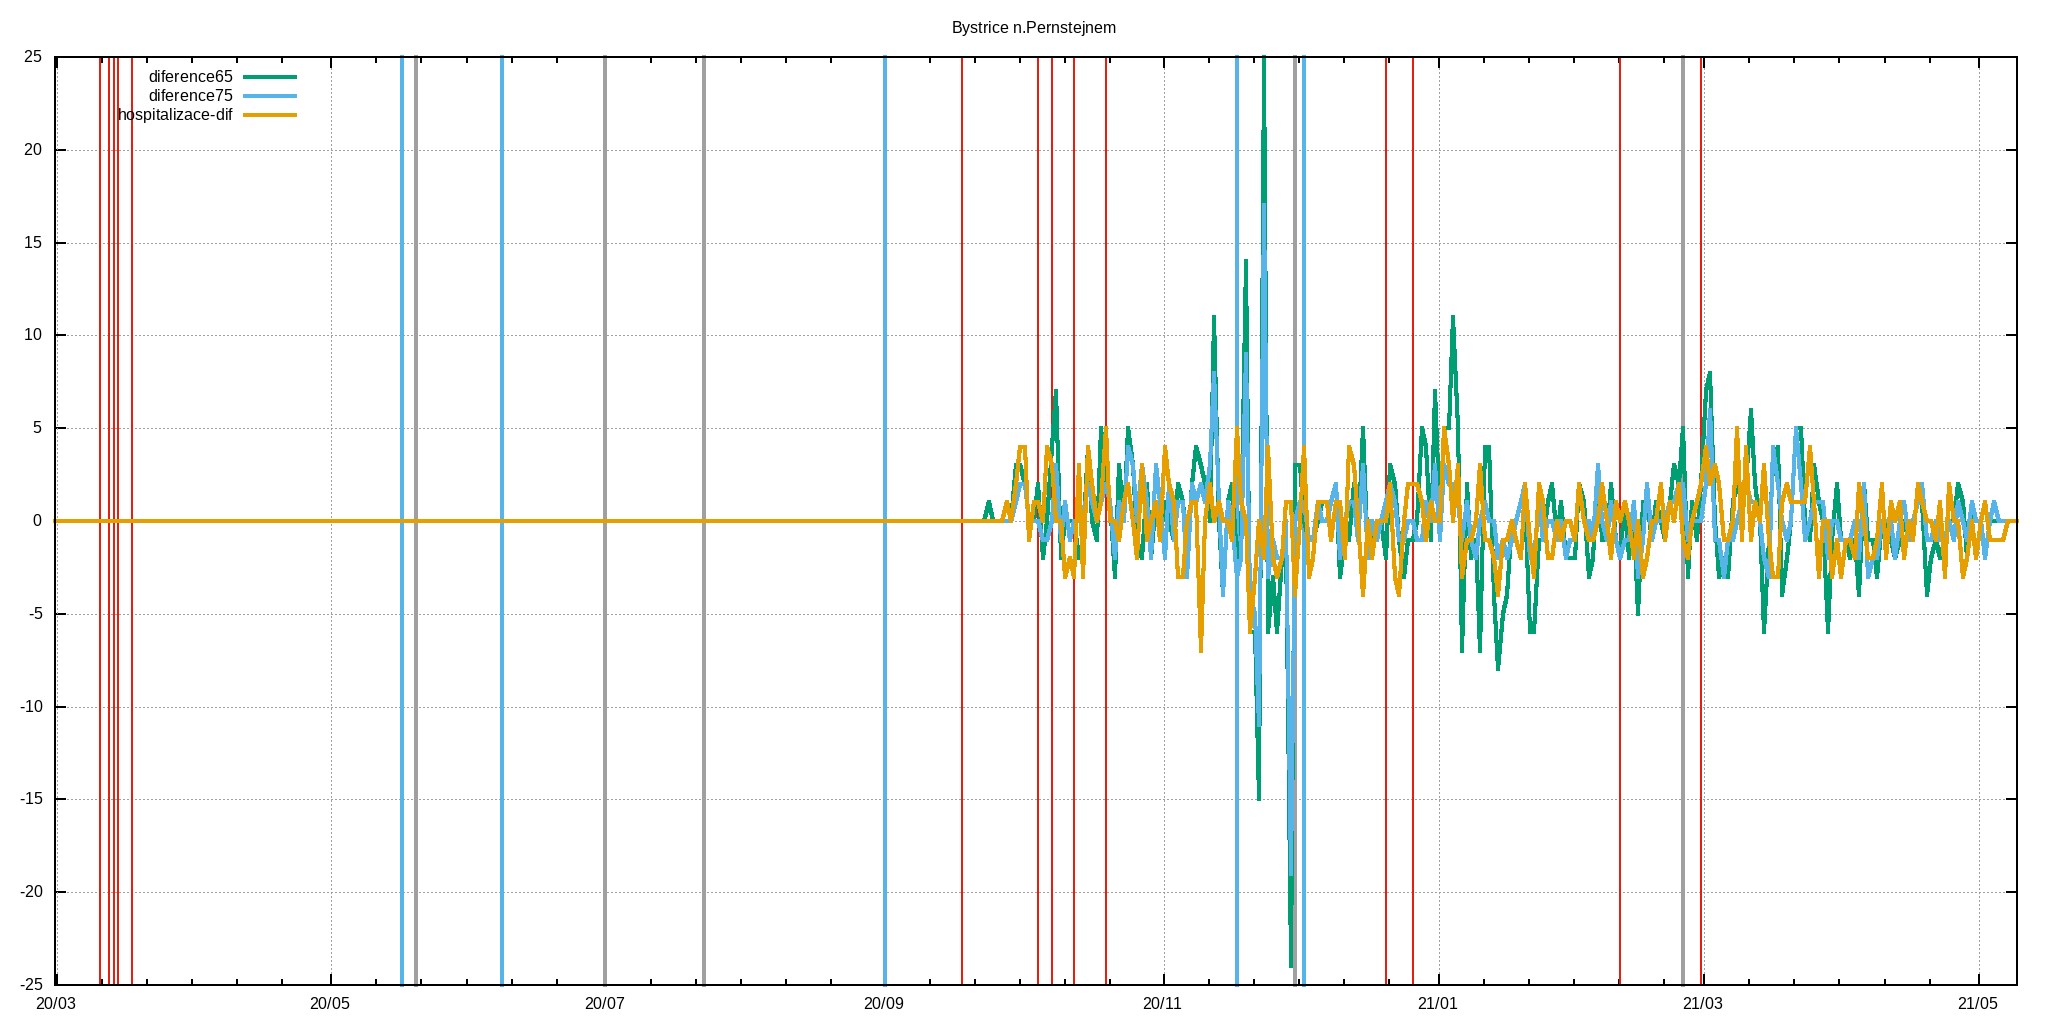 Bystrice n.Pernstejnem
diference65
diference75
hospitalizace-dif
25
20
15
10
5
0
-5
-10
-15
-20
-25
20/03 20/05 20/07 20/09 20/11 21/01 21/03 21/05